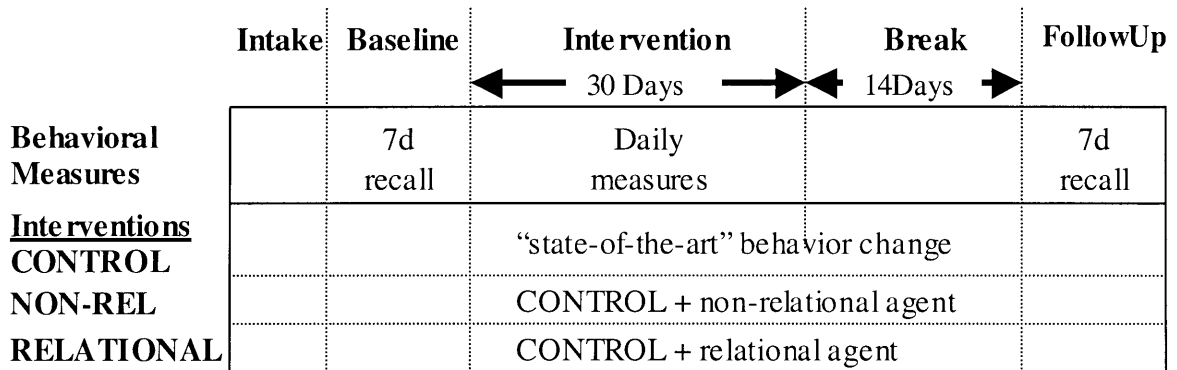 Intake Baseline Intervention Break FollowUp
30 Days 14Days
Behavioral Measures 7d recall Daily measures 7d recall
Interventions
CONTROL “state-of-the-art” behavior change
NON-REL CONTROL + non-relational agent
RELATIONAL CONTROL + relational agent